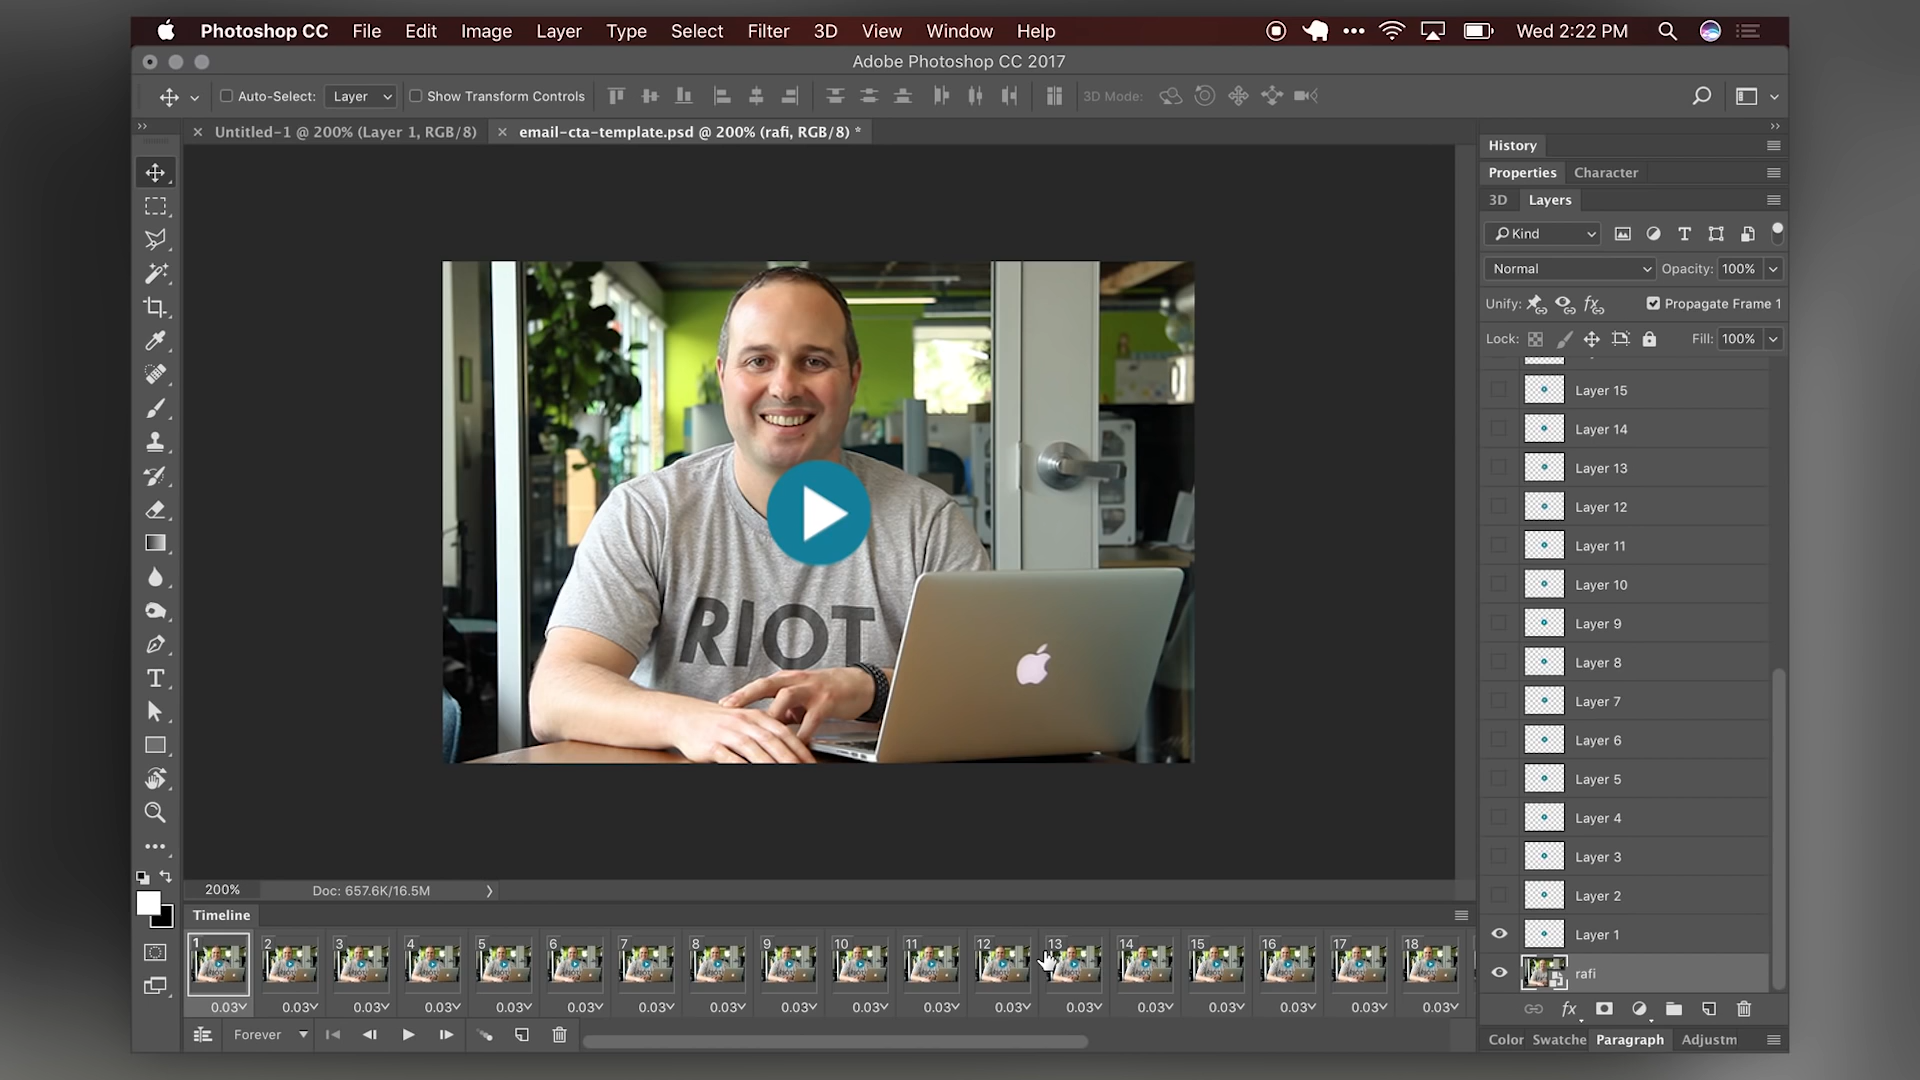 Photoshop CC File Edit Image Layer Type Select Filter 3D View Window Help Wed 2:22 PM
Adobe Photoshop CC 2017
Auto-Select: Layer Show Transform Controls 3D Mode:
Untitled-1 @ 200% (Layer 1, RGB/8) email-cta-template.psd @ 200% (rafi, RGB/8) *
History
Properties Character
3D Layers
Kind
Normal Opacity: 100%
Unify: Propagate Frame 1
Lock: Fill: 100%
Layer 15
Layer 14
Layer 13
Layer 12
Layer 11
Layer 10
Layer 9
Layer 8
Layer 7
Layer 6
Layer 5
Layer 4
Layer 3
Layer 2
Layer 1
rafi
RIOT
200% Doc: 657.6K/16.5M
Timeline
1 2 3 4 5 6 7 8 9 10 11 12 13 14 15 16 17 18
0.03 0.03 0.03 0.03 0.03 0.03 0.03 0.03 0.03 0.03 0.03 0.03 0.03 0.03 0.03 0.03 0.03 0.03
Forever
Color Swatche Paragraph Adjustm